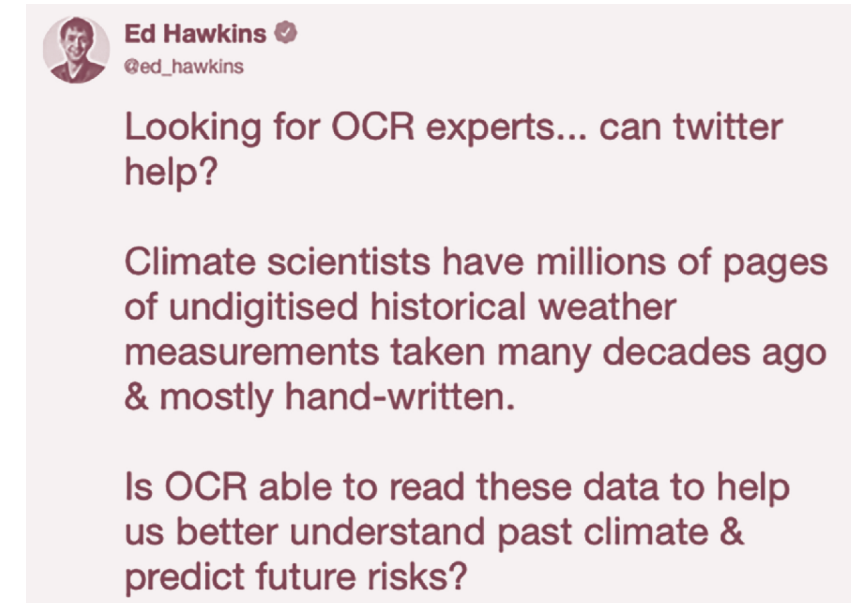 Ed Hawkins
@ed_hawkins
Looking for OCR experts... can twitter
help?
Climate scientists have millions of pages
of undigitised historical weather
measurements taken many decades ago
& mostly hand-written.
Is OCR able to read these data to help
us better understand past climate &
predict future risks?